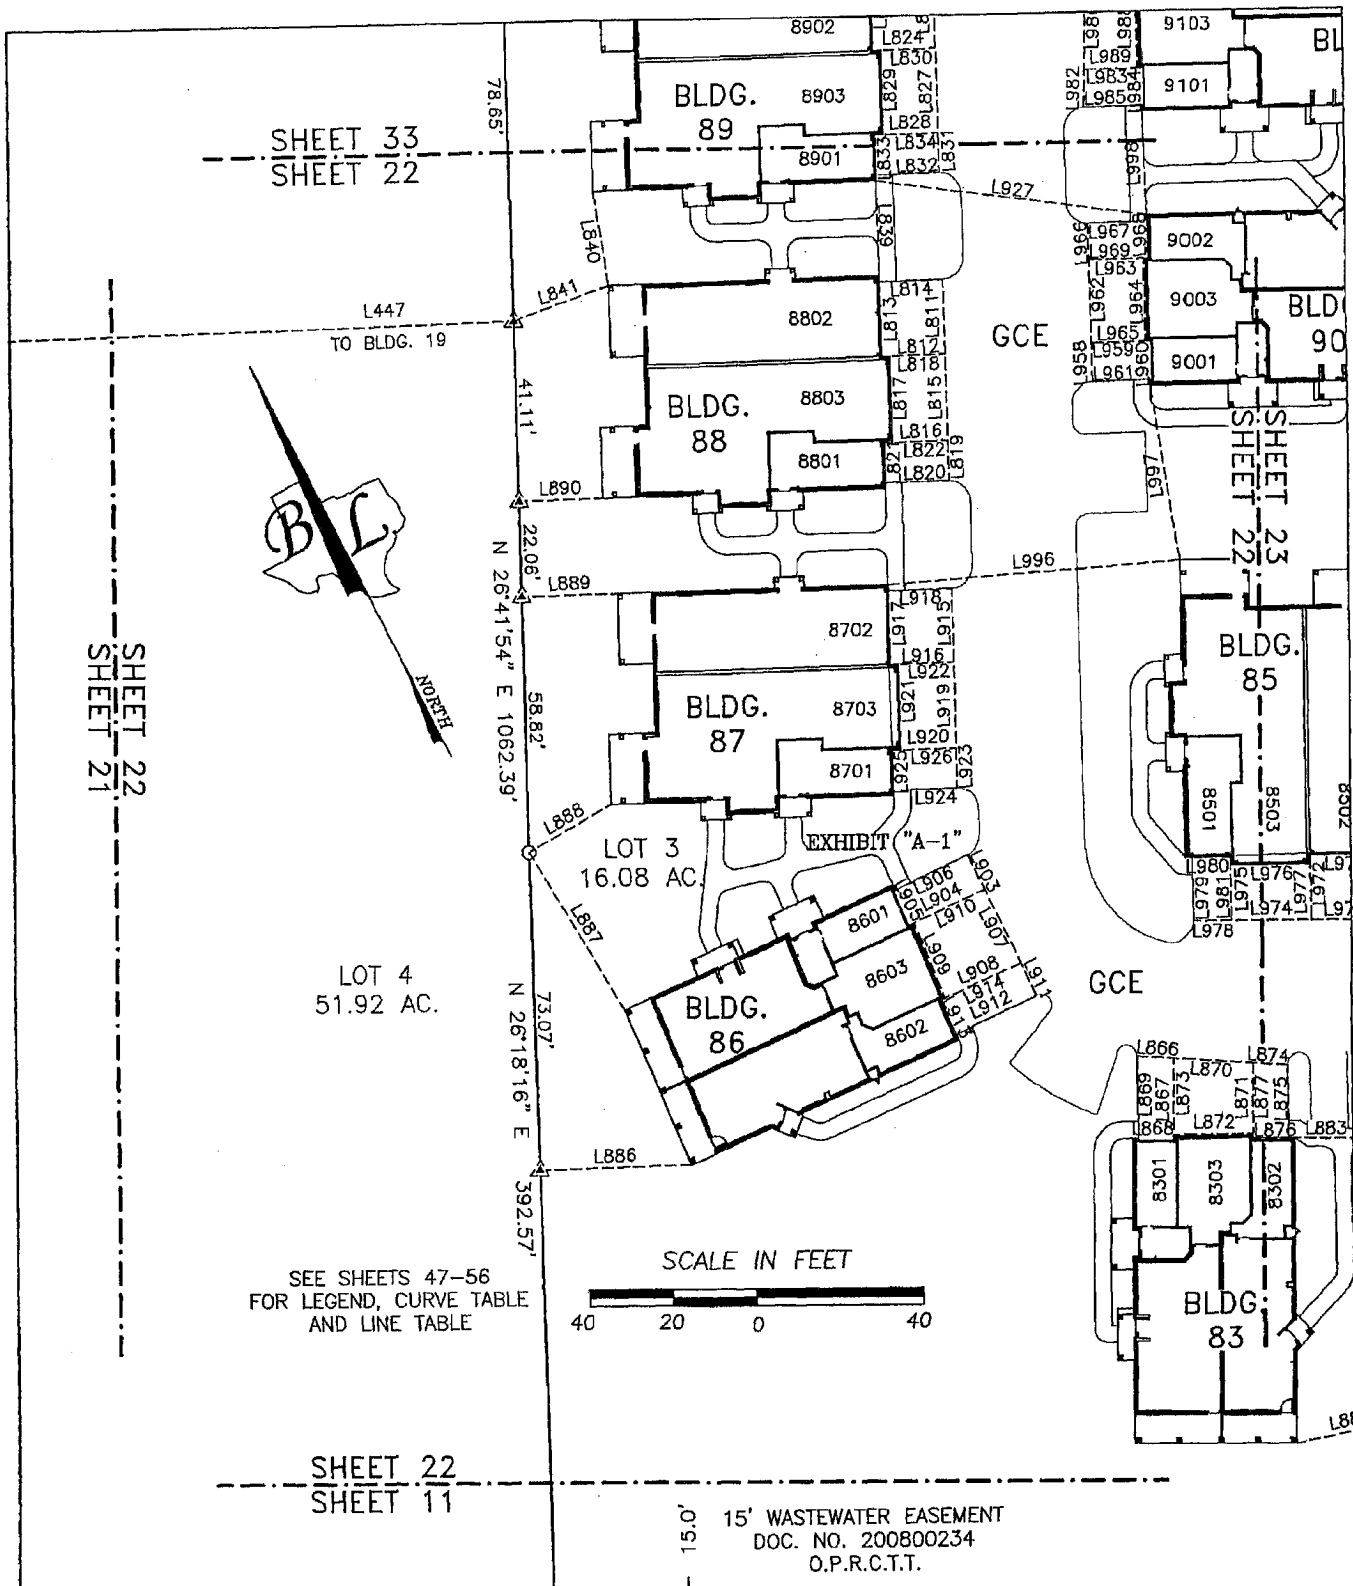 8902
L824
L830
BLDG.
89
8903
L829
L827
L828
L834
L833
L832
L831
8901
78.65'
SHEET 33
SHEET 22
L839
L840
L841
L447
TO BLDG. 19
L927
9103
BL
L989
L983
L982
L984
L985
9101
L998
L967
L966
L968
L969
9002
L963
L962
L964
9003
L965
L959
L958
L960
L961
9001
BLD
90
GCE
L814
L813
L811
L812
L818
8802
BLDG.
88
8803
L817
L815
L816
L822
L821
L820
L819
8801
41.11'
L890
22.06'
L889
N 26°41'54" E 1062.39'
58.82'
B L
NORTH
SHEET 22
SHEET 21
SHEET 23
SHEET 22
L997
L996
L918
L917
L915
L916
L922
8702
BLDG.
87
8703
L921
L919
L920
L926
L925
L923
L924
8701
BLDG.
85
8501
8503
8502
L980
L976
L979
L981
L975
L977
L972
L974
L978
L888
LOT 3
16.08 AC.
EXHIBIT "A-1"
L887
L906
L903
L904
L905
L910
L907
L909
L908
L914
L911
L912
L913
8601
8603
8602
BLDG.
86
LOT 4
51.92 AC.
73.07'
N 26°18'16" E
392.57'
L886
GCE
L866
L874
L870
L869
L867
L873
L871
L877
L875
L868
L872
L876
L883
8301
8303
8302
BLDG.
83
SCALE IN FEET
40 20 0 40
SEE SHEETS 47-56
FOR LEGEND, CURVE TABLE
AND LINE TABLE
SHEET 22
SHEET 11
15.0'
15' WASTEWATER EASEMENT
DOC. NO. 200800234
O.P.R.C.T.T.